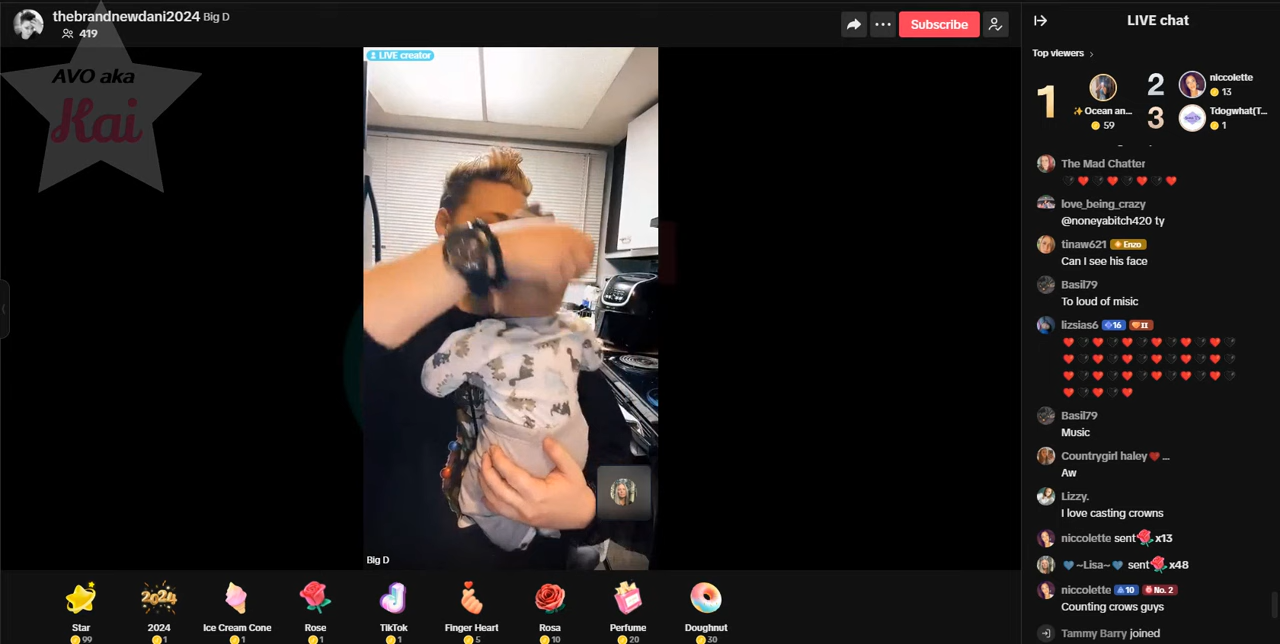 thebrandnewdani2024 Big D
419
Subscribe
AVO aka
Kai
LIVE creator
Big D
Star
99
2024
2024
1
Ice Cream Cone
1
Rose
1
TikTok
1
Finger Heart
5
Rosa
10
Perfume
20
Doughnut
30
LIVE chat
Top viewers
1
Ocean an...
59
2
niccolette
13
3
Tdogwhat(T...
1
The Mad Chatter
🖤❤️🖤❤️🖤❤️🖤❤️
love_being_crazy
@noneyabitch420 ty
tinaw621 Enzo
Can I see his face
Basil79
To loud of misic
lizsias6 16 II
❤️🖤❤️🖤❤️🖤❤️🖤❤️
❤️🖤❤️🖤❤️🖤❤️🖤❤️
❤️🖤❤️🖤❤️🖤❤️🖤❤️
❤️🖤❤️❤️
Basil79
Music
Countrygirl haley❤️ ...
Aw
Lizzy.
I love casting crowns
niccolette sent x13
💙~Lisa~💙 sent x48
niccolette 10 No. 2
Counting crows guys
Tammy Barry joined